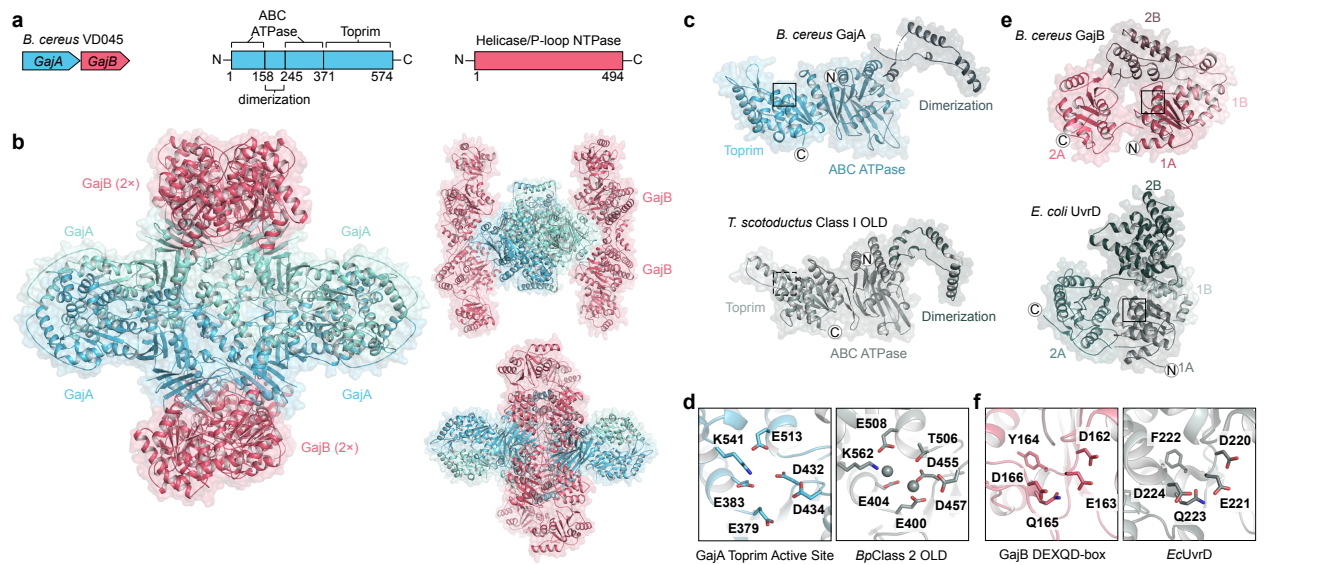 a
B. cereus VD045
GajA
GajB
ABC
ATPase
Toprim
N
C
1
158
245
371
574
dimerization
Helicase/P-loop NTPase
1
494
b
GajB (2×)
GajA
GajA
GajA
GajA
GajB (2×)
GajB
GajB
c
B. cereus GajA
N
Dimerization
Toprim
C
ABC ATPase
T. scotoductus Class I OLD
N
Toprim
C
Dimerization
ABC ATPase
d
K541
E513
D432
E383
D434
E379
GajA Toprim Active Site
E508
T506
K562
D455
E404
D457
E400
BpClass 2 OLD
e
2B
B. cereus GajB
1B
C
2A
N
1A
2B
E. coli UvrD
1B
C
2A
N
1A
f
Y164
D162
D166
E163
Q165
GajB DEXQD-box
F222
D220
D224
E221
Q223
EcUvrD